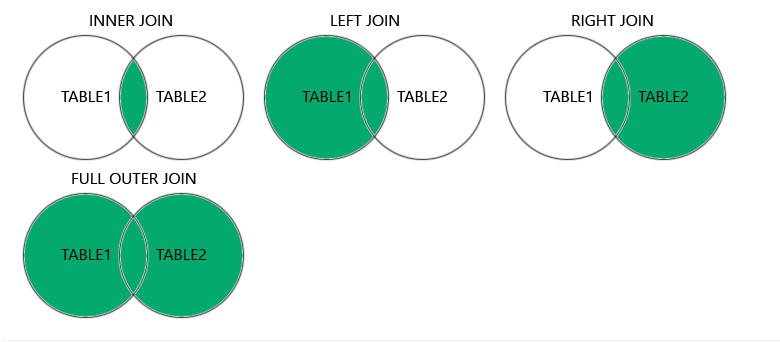 INNER JOIN
TABLE1 TABLE2
LEFT JOIN
TABLE1 TABLE2
RIGHT JOIN
TABLE1 TABLE2
FULL OUTER JOIN
TABLE1 TABLE2